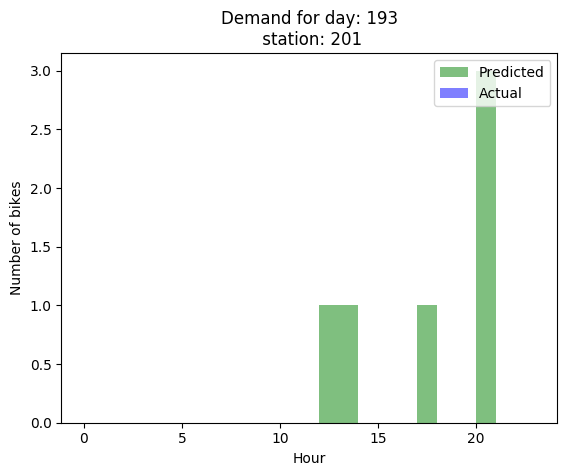 Demand for day: 193
station: 201
Predicted
Actual
3.0
2.5
2.0
1.5
1.0
0.5
0.0
Number of bikes
0 5 10 15 20
Hour